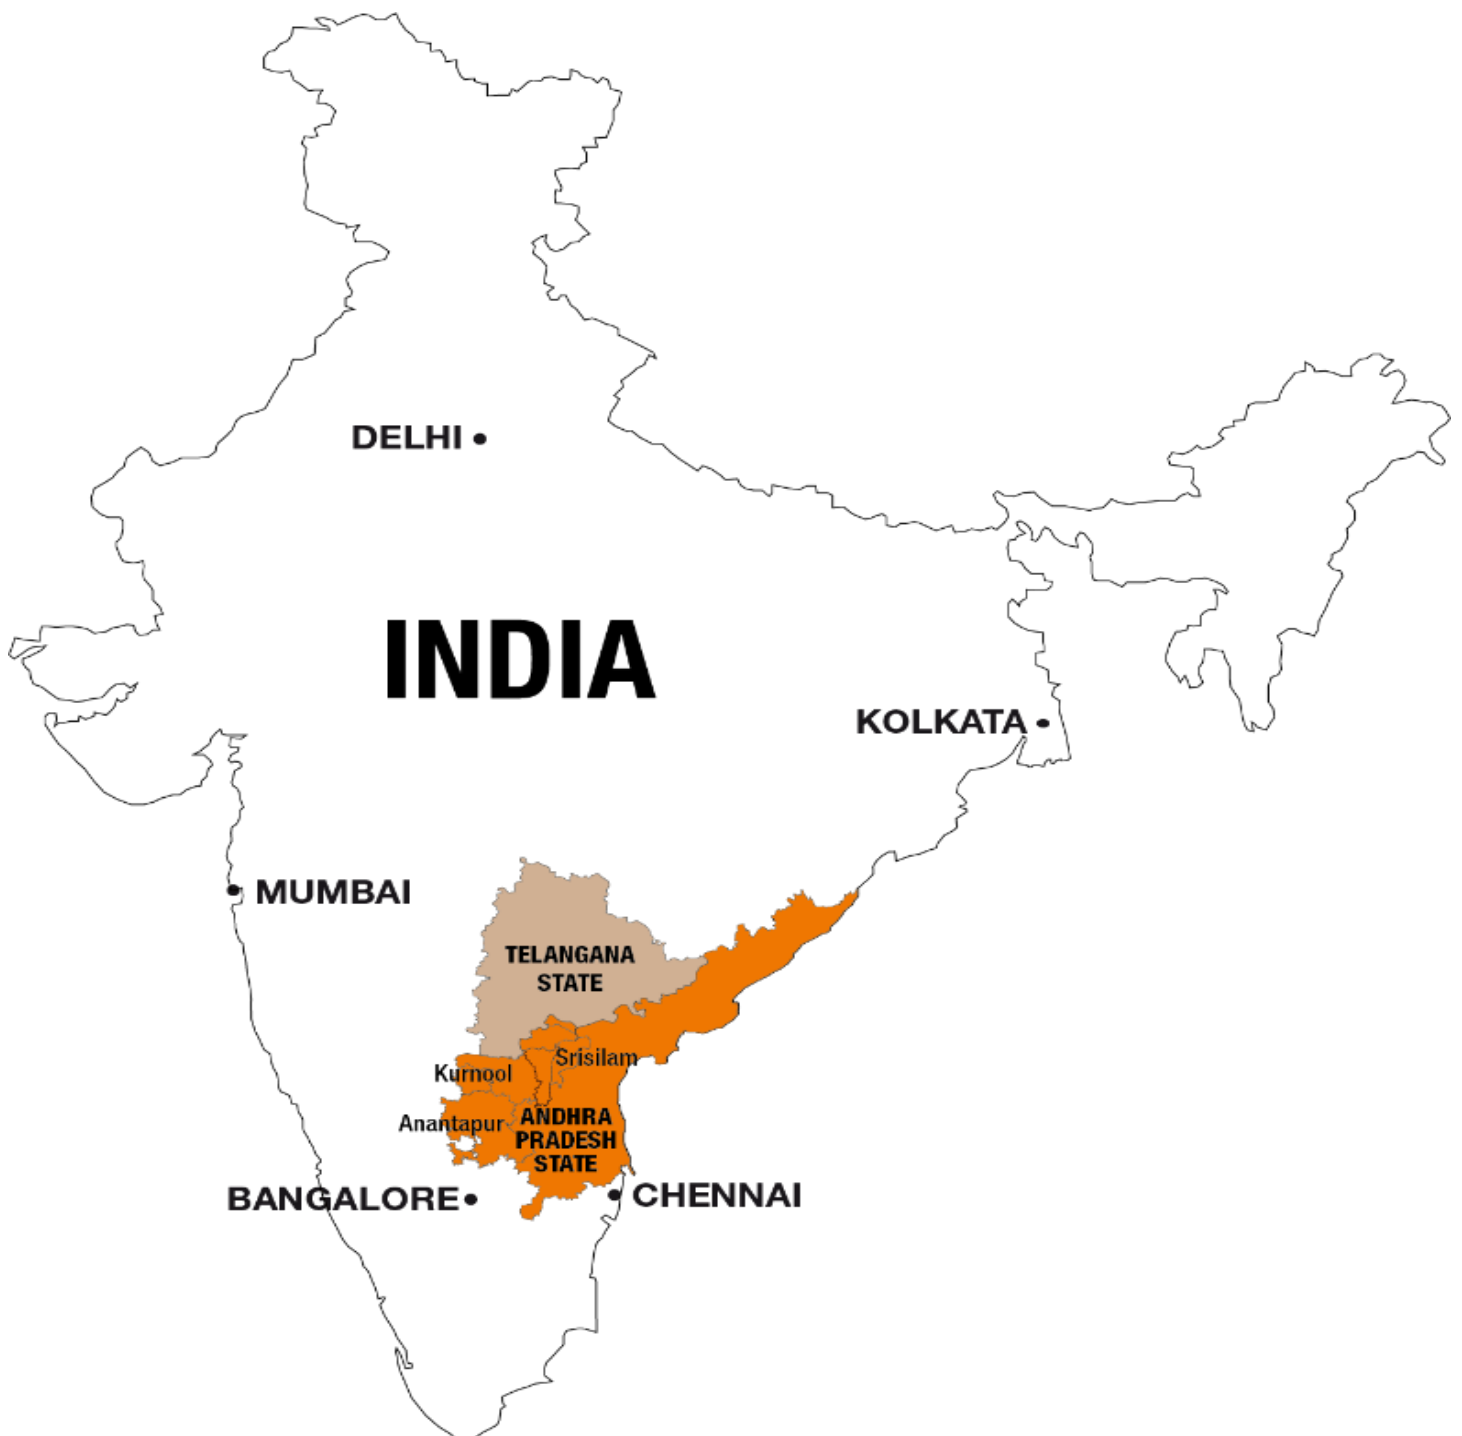 DELHI
INDIA
KOLKATA
MUMBAI
TELANGANA
STATE
Srisilam
Kurnool
Anantapur
ANDHRA
PRADESH
STATE
BANGALORE
CHENNAI